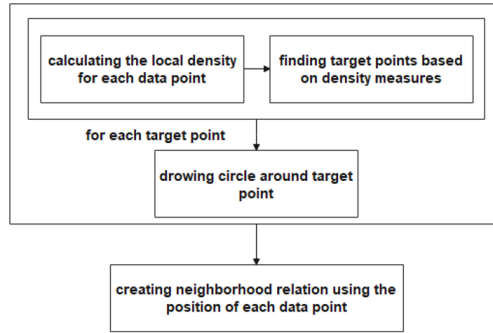 calculating the local density
for each data point
finding target points based
on density measures
for each target point
drowing circle around target
point
creating neighborhood relation using the
position of each data point